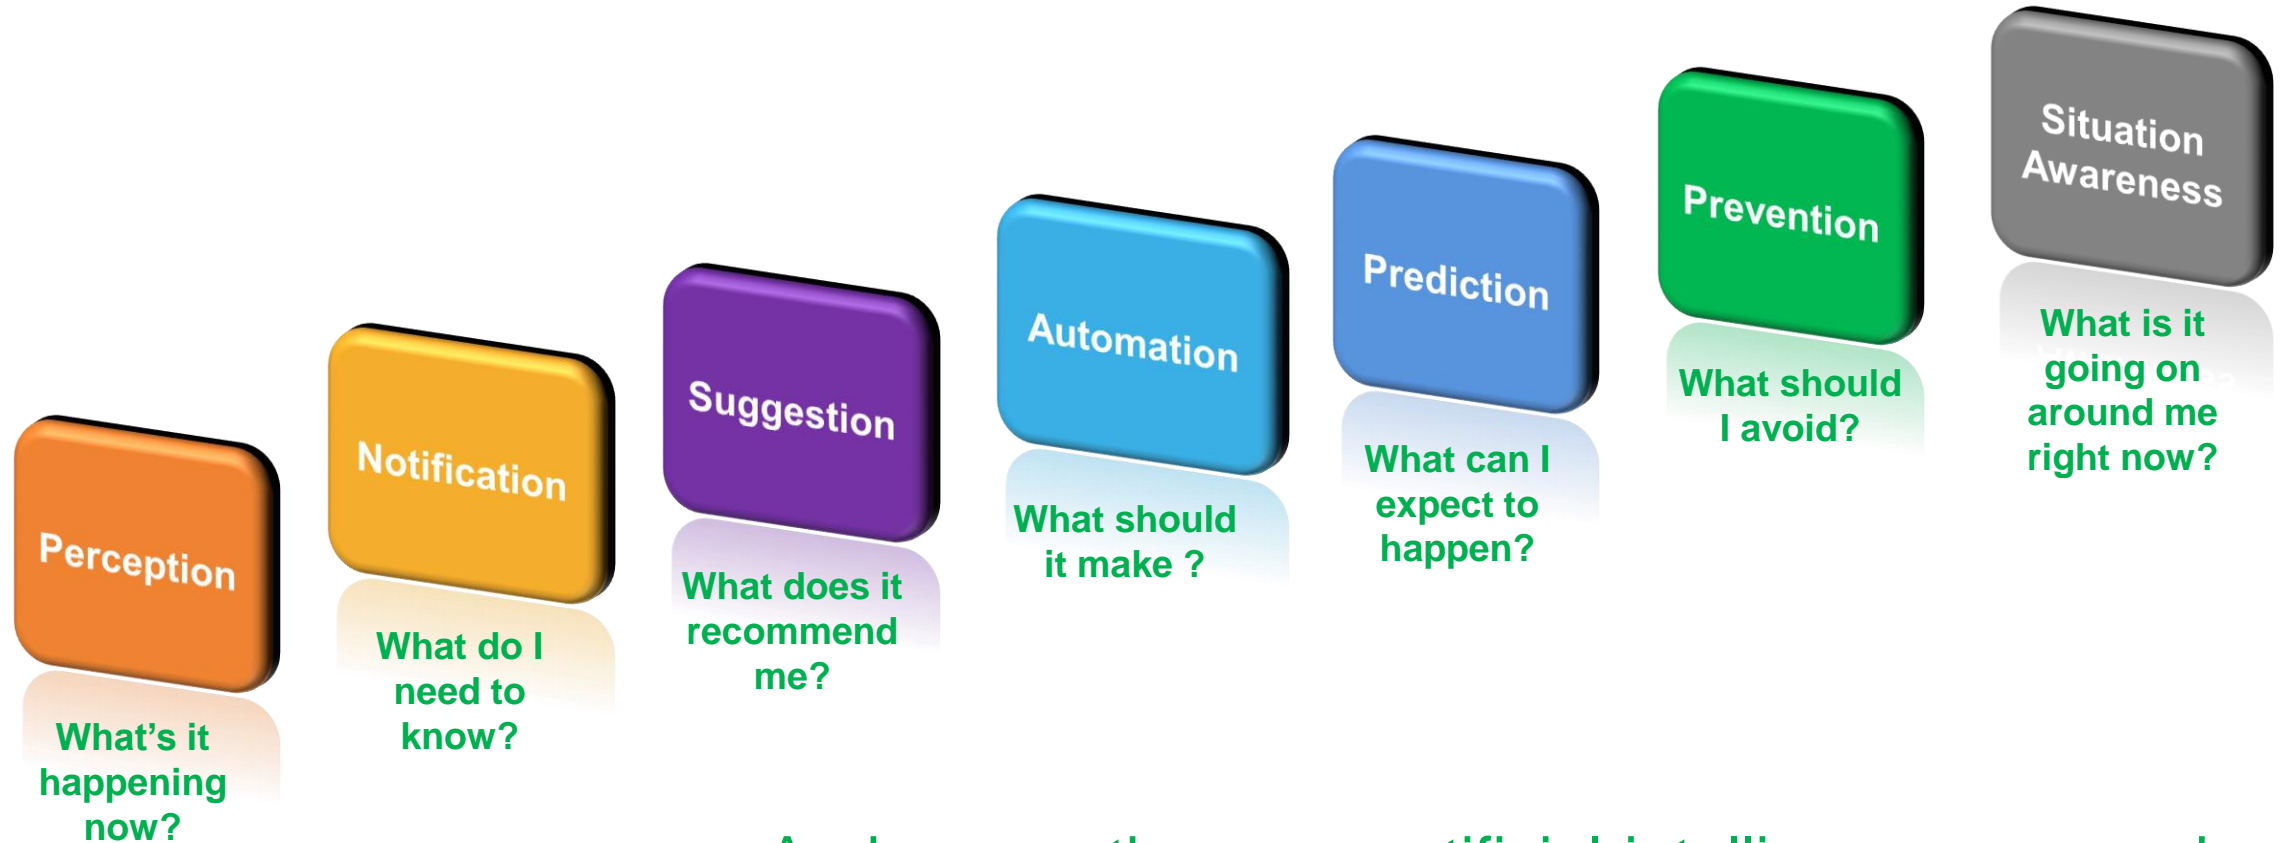 Perception
What's it
happening
now?
Notification
What do I
need to
know?
Suggestion
What does it
recommend
me?
Automation
What should
it make ?
Prediction
What can I
expect to
happen?
Prevention
What should
I avoid?
Situation
Awareness
What is it
going on
around me
right now?